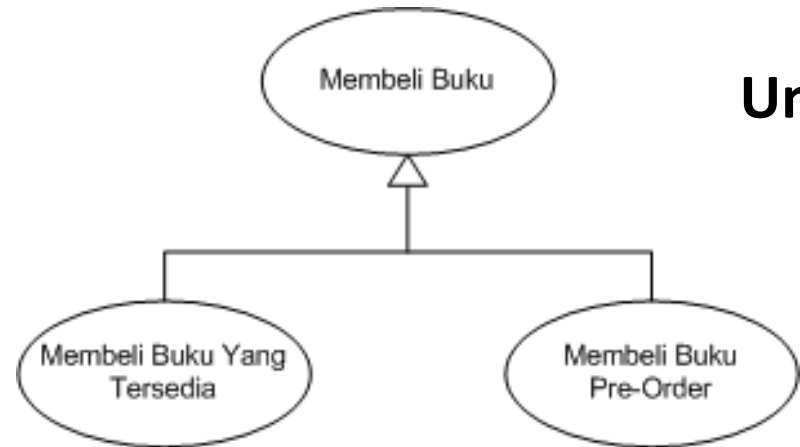 Membeli Buku
Membeli Buku Yang
Tersedia
Membeli Buku
Pre-Order